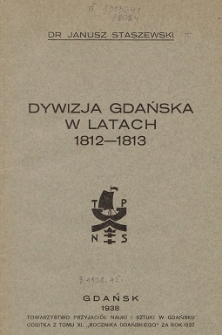 DR JANUSZ STASZEWSKI
DYWIZJA GDAŃSKA
W LATACH
1812—1813
T P
N S
GDAŃSK
1938
TOWARZYSTWO PRZYJACIÓŁ NAUKI I SZTUKI W GDAŃSKU
ODBITKA Z TOMU XI. „ROCZNIKA GDAŃSKIEGO" ZA ROK 1937